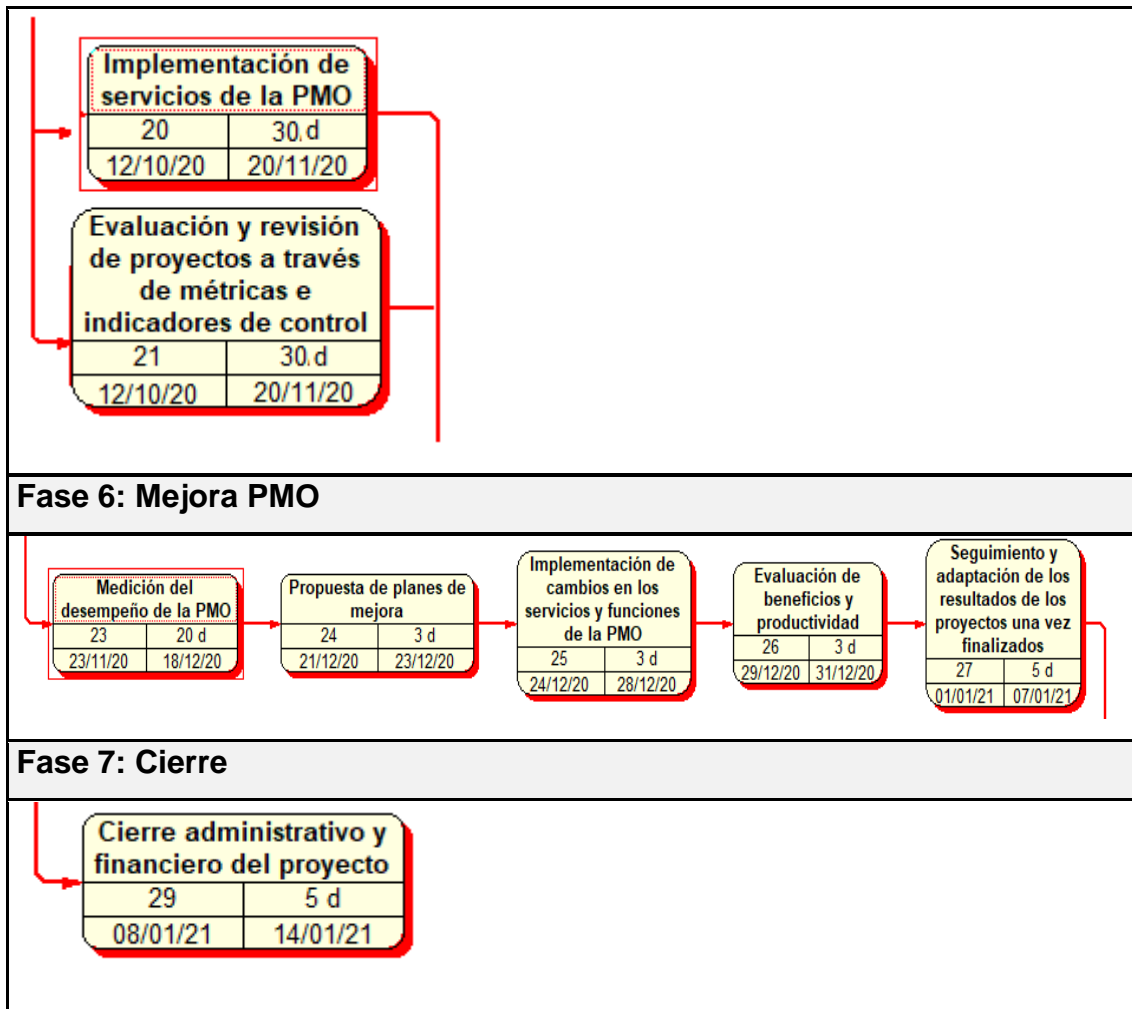 Implementación de
servicios de la PMO
20 30.d
12/10/20 20/11/20
Evaluación y revisión
de proyectos a través
de métricas e
indicadores de control
21 30.d
12/10/20 20/11/20
Fase 6: Mejora PMO
Medición del
desempeño de la PMO
23 20 d
23/11/20 18/12/20
Propuesta de planes de
mejora
24 3 d
21/12/20 23/12/20
Implementación de
cambios en los
servicios y funciones
de la PMO
25 3 d
24/12/20 28/12/20
Evaluación de
beneficios y
productividad
26 3 d
29/12/20 31/12/20
Seguimiento y
adaptación de los
resultados de los
proyectos una vez
finalizados
27 5 d
01/01/21 07/01/21
Fase 7: Cierre
Cierre administrativo y
financiero del proyecto
29 5 d
08/01/21 14/01/21